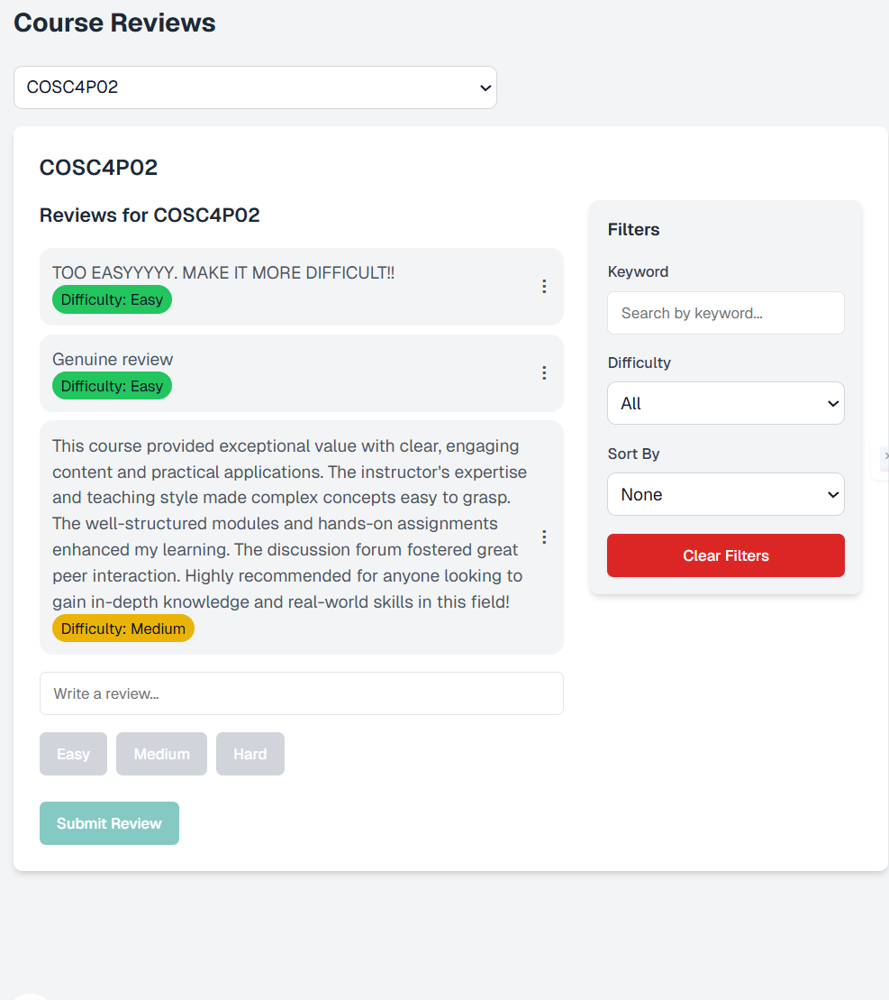 Course Reviews
COSC4P02
COSC4P02
Reviews for COSC4P02
TOO EASYYYYY. MAKE IT MORE DIFFICULT!!
Difficulty: Easy
Genuine review
Difficulty: Easy
This course provided exceptional value with clear, engaging
content and practical applications. The instructor's expertise
and teaching style made complex concepts easy to grasp.
The well-structured modules and hands-on assignments
enhanced my learning. The discussion forum fostered great
peer interaction. Highly recommended for anyone looking to
gain in-depth knowledge and real-world skills in this field!
Difficulty: Medium
Write a review...
Easy
Medium
Hard
Submit Review
Filters
Keyword
Search by keyword...
Difficulty
All
Sort By
None
Clear Filters